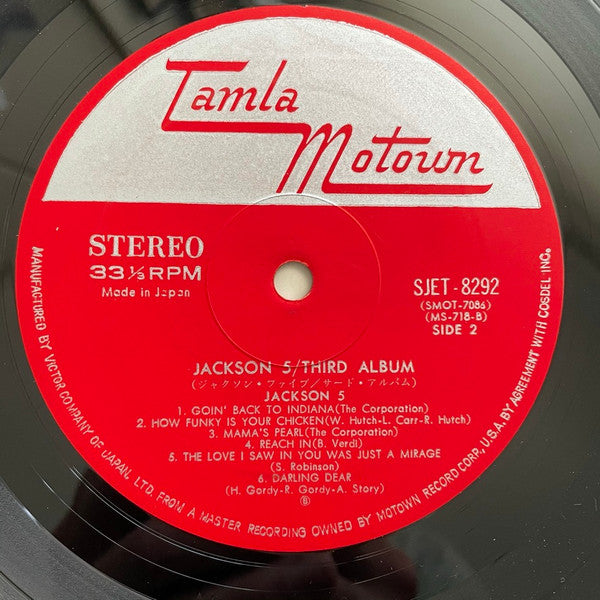 Tamla
Motown
STEREO
33⅓ RPM
Made in Japan
SJET-8292
(SMOT-7086)
(MS-718-B)
SIDE 2
JACKSON 5/THIRD ALBUM
(ジャクソン・ファイブ/サード・アルバム)
JACKSON 5
1. GOIN' BACK TO INDIANA(The Corporation)
2. HOW FUNKY IS YOUR CHICKEN(W. Hutch-L. Carr-R. Hutch)
3. MAMA'S PEARL(The Corporation)
4. REACH IN(B. Verdi)
5. THE LOVE I SAW IN YOU WAS JUST A MIRAGE
(S. Robinson)
6. DARLING DEAR
(H. Gordy-R. Gordy-A. Story)
Ⓑ
MANUFACTURED BY VICTOR COMPANY OF JAPAN, LTD. FROM A MASTER RECORDING OWNED BY MOTOWN RECORD CORP., U.S.A. BY AGREEMENT WITH COSDEL INC.